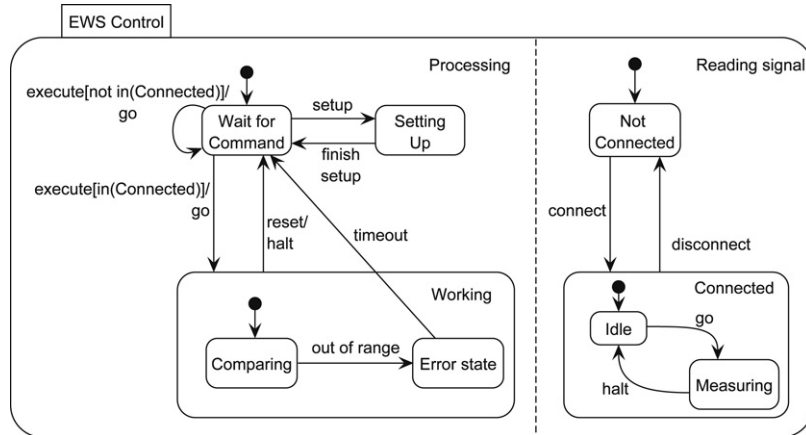 EWS Control
Processing
Reading signal
execute[not in(Connected)]/
go
Wait for
Command
setup
Setting
Up
finish
setup
Not
Connected
execute[in(Connected)]/
go
reset/
halt
timeout
connect
disconnect
Working
Connected
Comparing
out of range
Error state
Idle
go
halt
Measuring